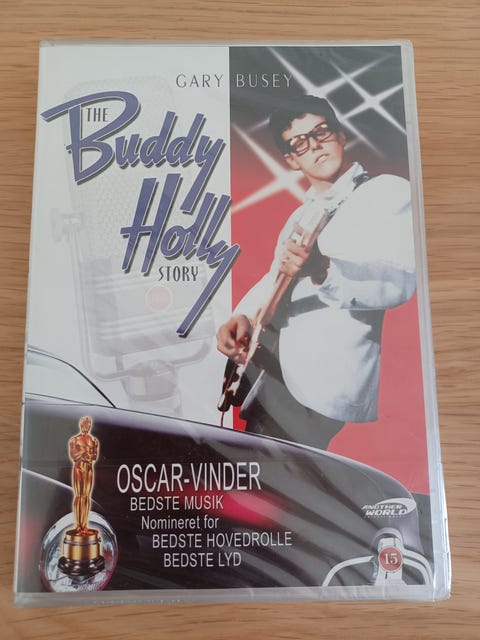 GARY BUSEY
THE
Buddy
Holly
STORY
OSCAR-VINDER
BEDSTE MUSIK
Nomineret for
BEDSTE HOVEDROLLE
BEDSTE LYD
ANOTHER
WORLD
15